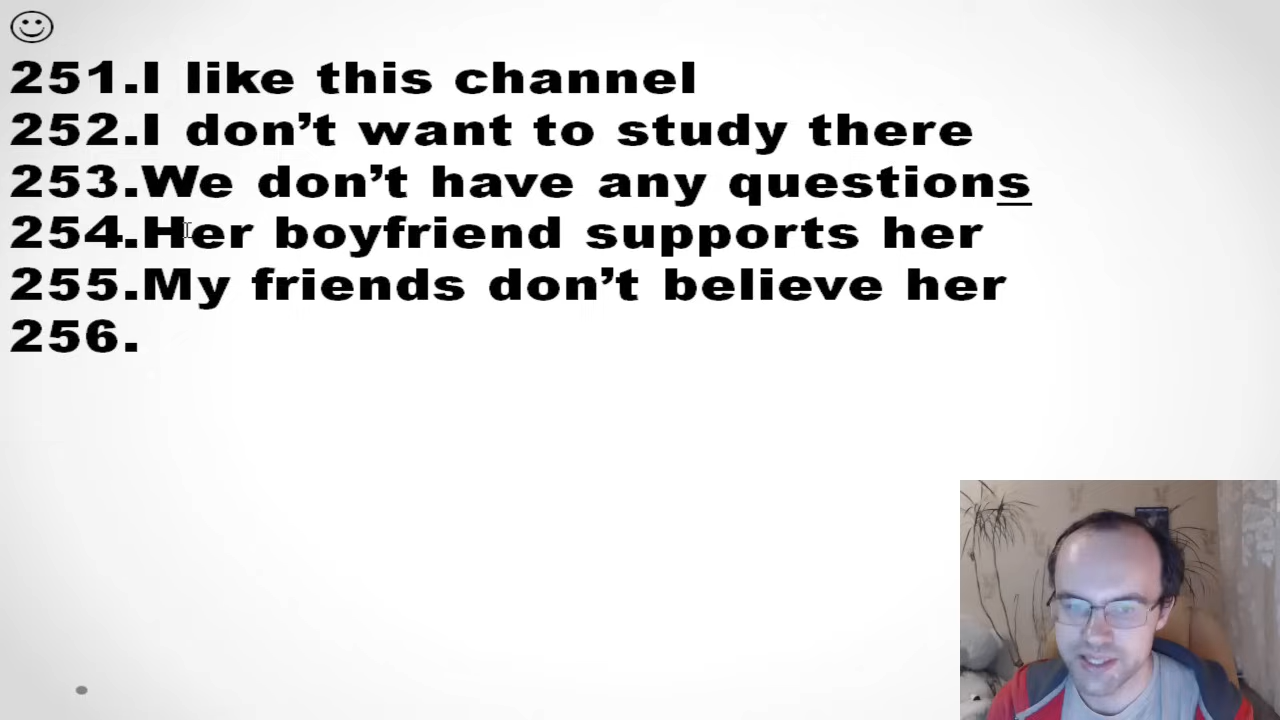 251.I like this channel
252.I don’t want to study there
253.We don’t have any questions
254.Her boyfriend supports her
255.My friends don’t believe her
256.